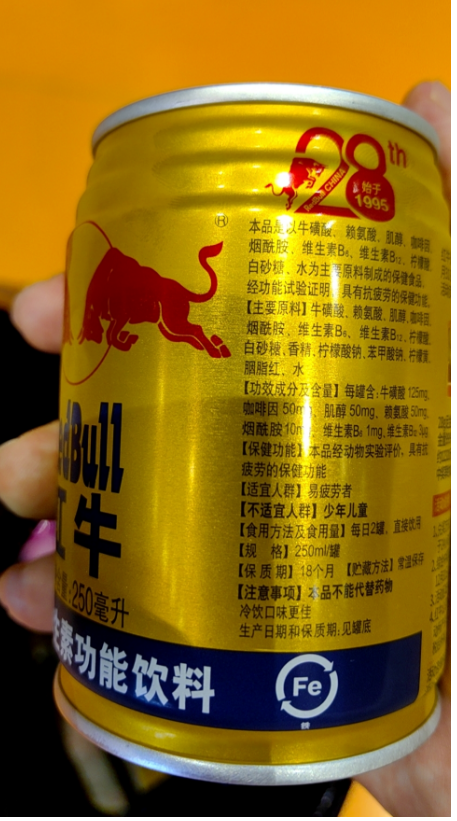 28th
RedBull CHINA
始于
1995
®
本品是以牛磺酸、赖氨酸、肌醇、咖啡因、
烟酰胺、维生素B₆、维生素B₁₂、柠檬酸、
白砂糖、水为主要原料制成的保健食品,
经功能试验证明,具有抗疲劳的保健功能。
【主要原料】牛磺酸、赖氨酸、肌醇、咖啡因、
烟酰胺、维生素B₆、维生素B₁₂、柠檬酸、
白砂糖、香精、柠檬酸钠、苯甲酸钠、柠檬黄、
胭脂红、水
【功效成分及含量】每罐含:牛磺酸 125mg、
咖啡因 50mg、肌醇 50mg、赖氨酸 50mg、
烟酰胺 10mg、维生素B₆ 1mg、维生素B₁₂ 3μg
【保健功能】本品经动物实验评价,具有抗
疲劳的保健功能
【适宜人群】易疲劳者
【不适宜人群】少年儿童
【食用方法及食用量】每日2罐、直接饮用
【规 格】250ml/罐
【保 质 期】18个月 【贮藏方法】常温保存
【注意事项】本品不能代替药物
冷饮口味更佳
生产日期和保质期:见罐底
dBull
牛
量:250毫升
生素功能饮料
Fe